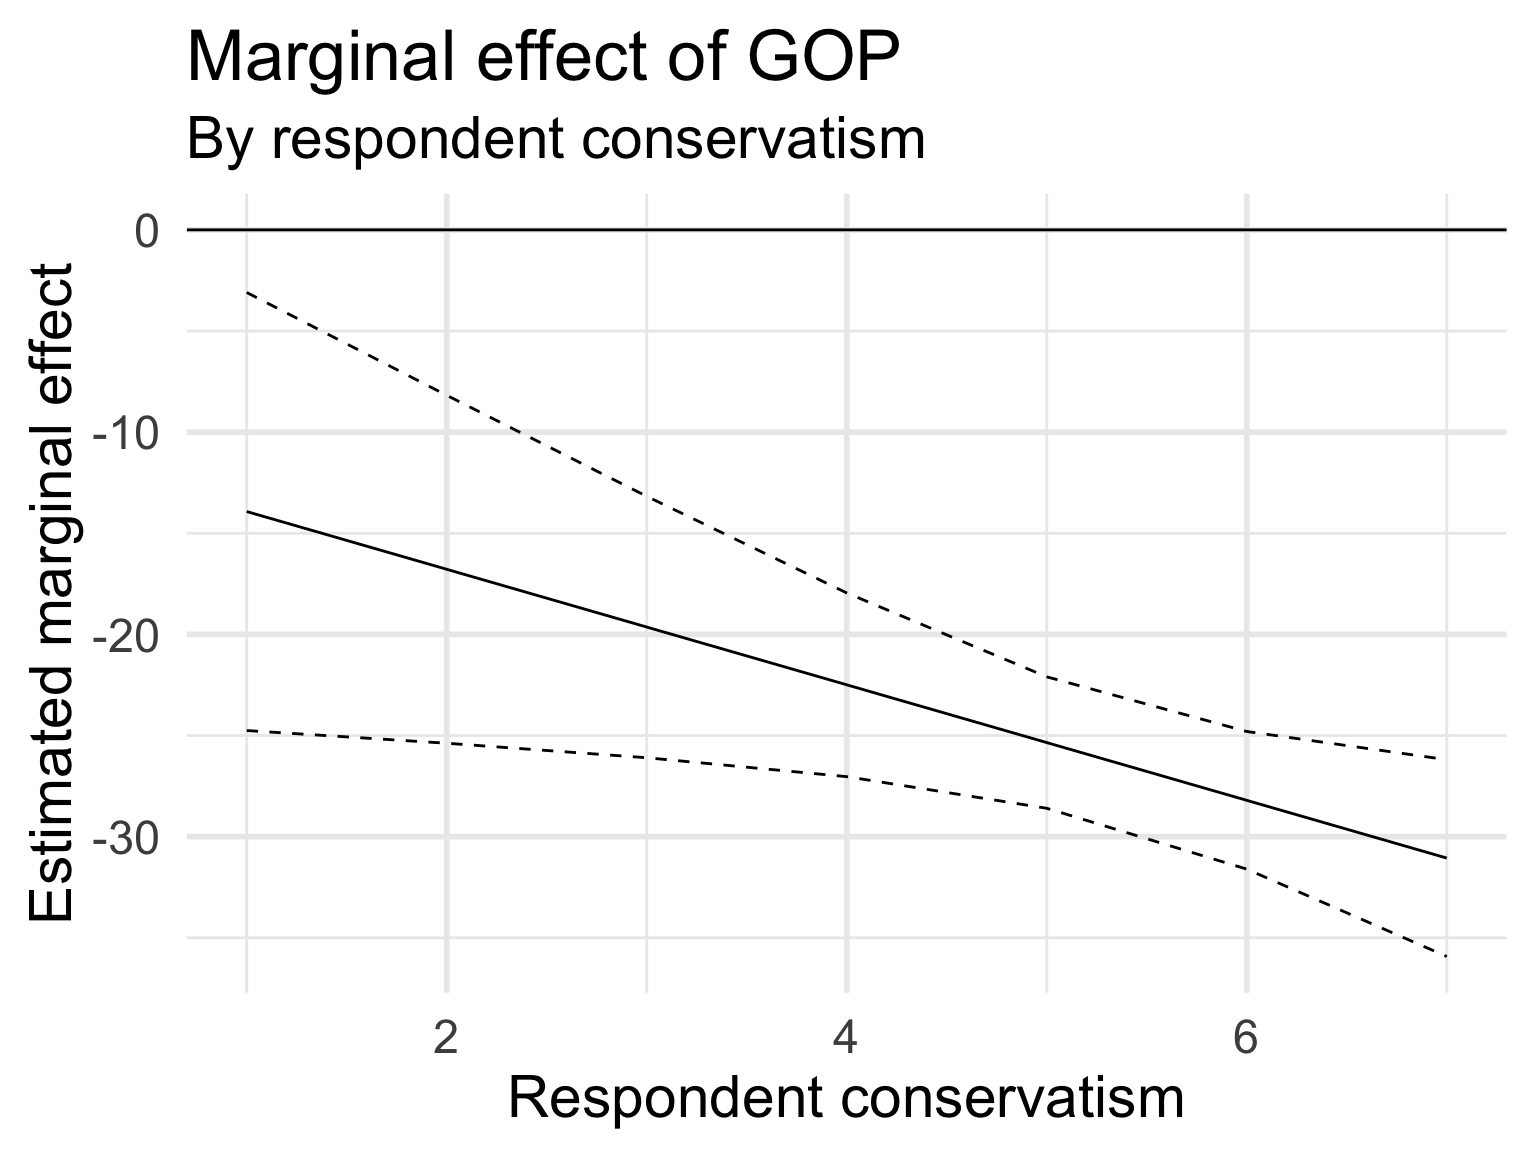 Marginal effect of GOP
By respondent conservatism
Estimated marginal effect
0
-10
-20
-30
2
4
6
Respondent conservatism